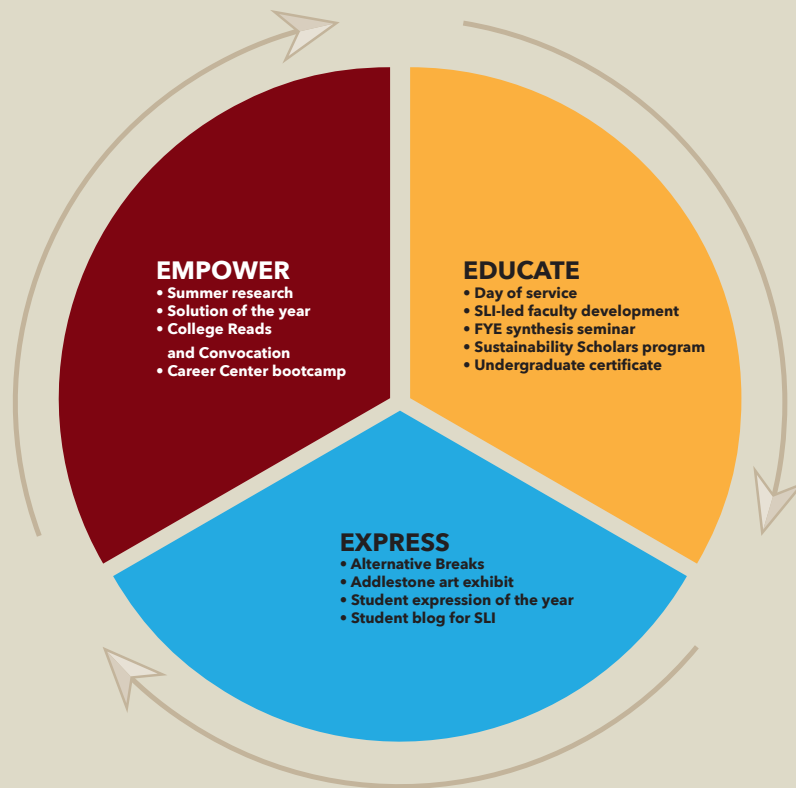 EMPOWER
• Summer research
• Solution of the year
• College Reads
and Convocation
• Career Center bootcamp
EDUCATE
• Day of service
• SLI-led faculty development
• FYE synthesis seminar
• Sustainability Scholars program
• Undergraduate certificate
EXPRESS
• Alternative Breaks
• Addlestone art exhibit
• Student expression of the year
• Student blog for SLI